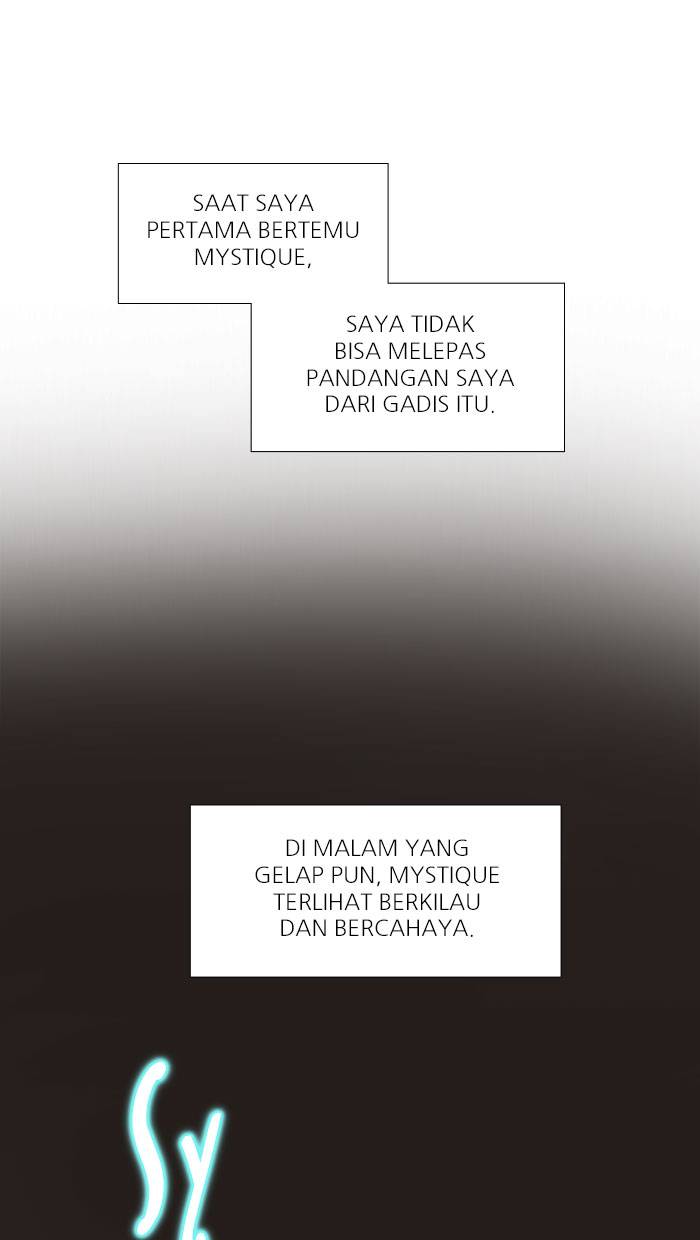 SAAT SAYA
PERTAMA BERTEMU
MYSTIQUE,
SAYA TIDAK
BISA MELEPAS
PANDANGAN SAYA
DARI GADIS ITU.
DI MALAM YANG
GELAP PUN, MYSTIQUE
TERLIHAT BERKILAU
DAN BERCAHAYA.
Sy